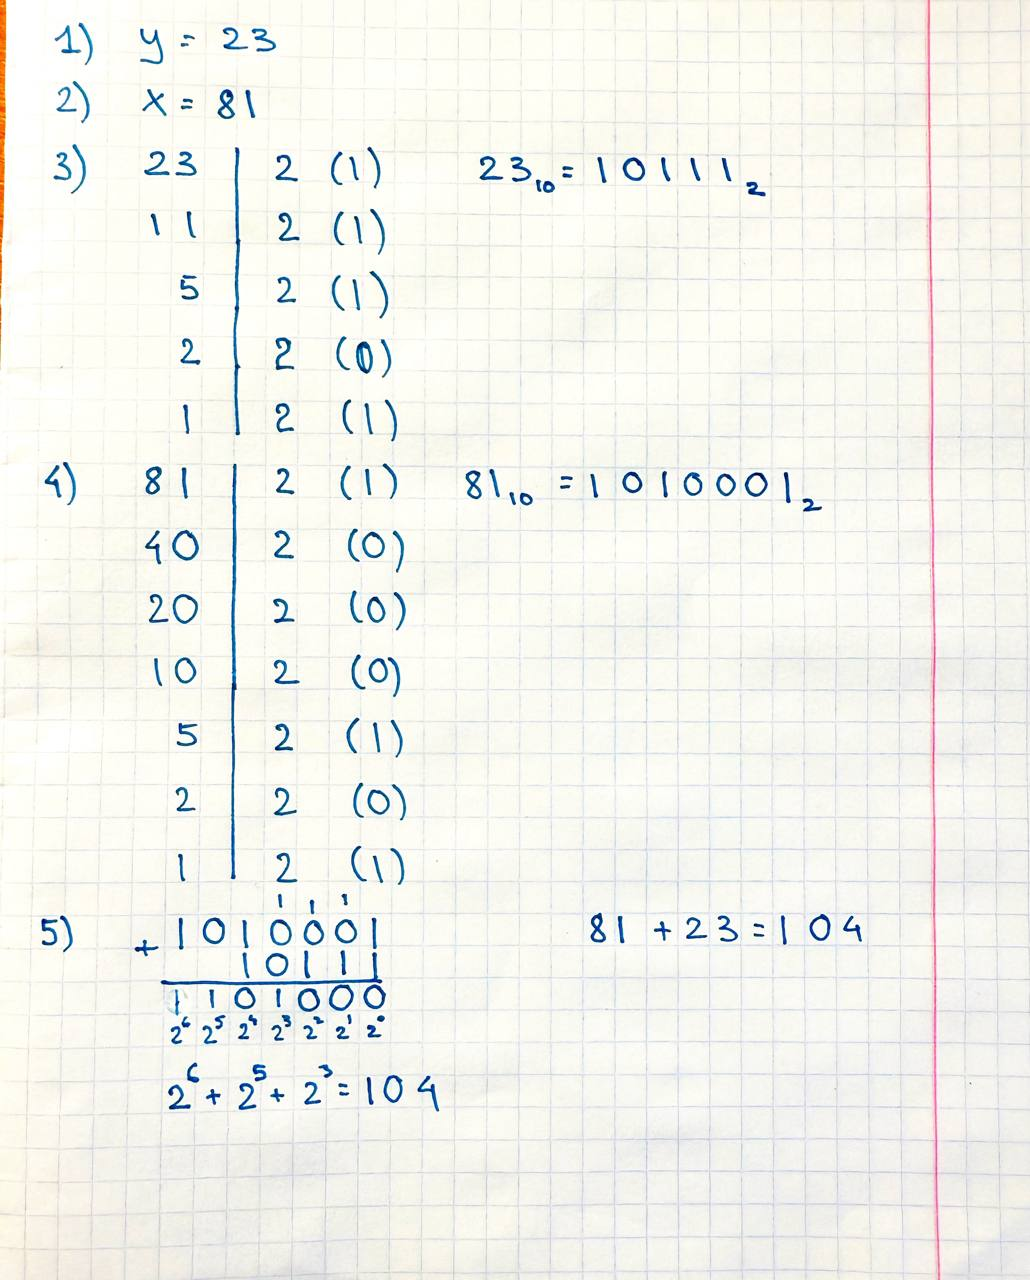 1) y = 23
2) x = 81
3) 23 | 2 (1) 23₁₀ = 10111₂
11 | 2 (1)
5 | 2 (1)
2 | 2 (0)
1 | 2 (1)
4) 81 | 2 (1) 81₁₀ = 1010001₂
40 | 2 (0)
20 | 2 (0)
10 | 2 (0)
5 | 2 (1)
2 | 2 (0)
1 | 2 (1)
1 1 1
5) + 1010001 81 + 23 = 104
10111
1101000
2⁶ 2⁵ 2⁴ 2³ 2² 2¹ 2⁰
2⁶ + 2⁵ + 2³ = 104